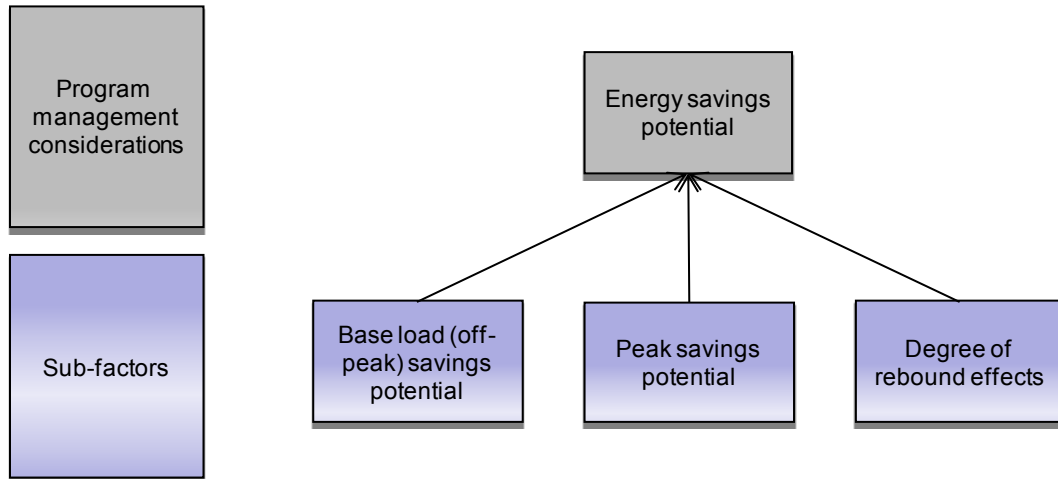 Program
management
considerations
Energy savings
potential
Sub-factors
Base load (off-
peak) savings
potential
Peak savings
potential
Degree of
rebound effects